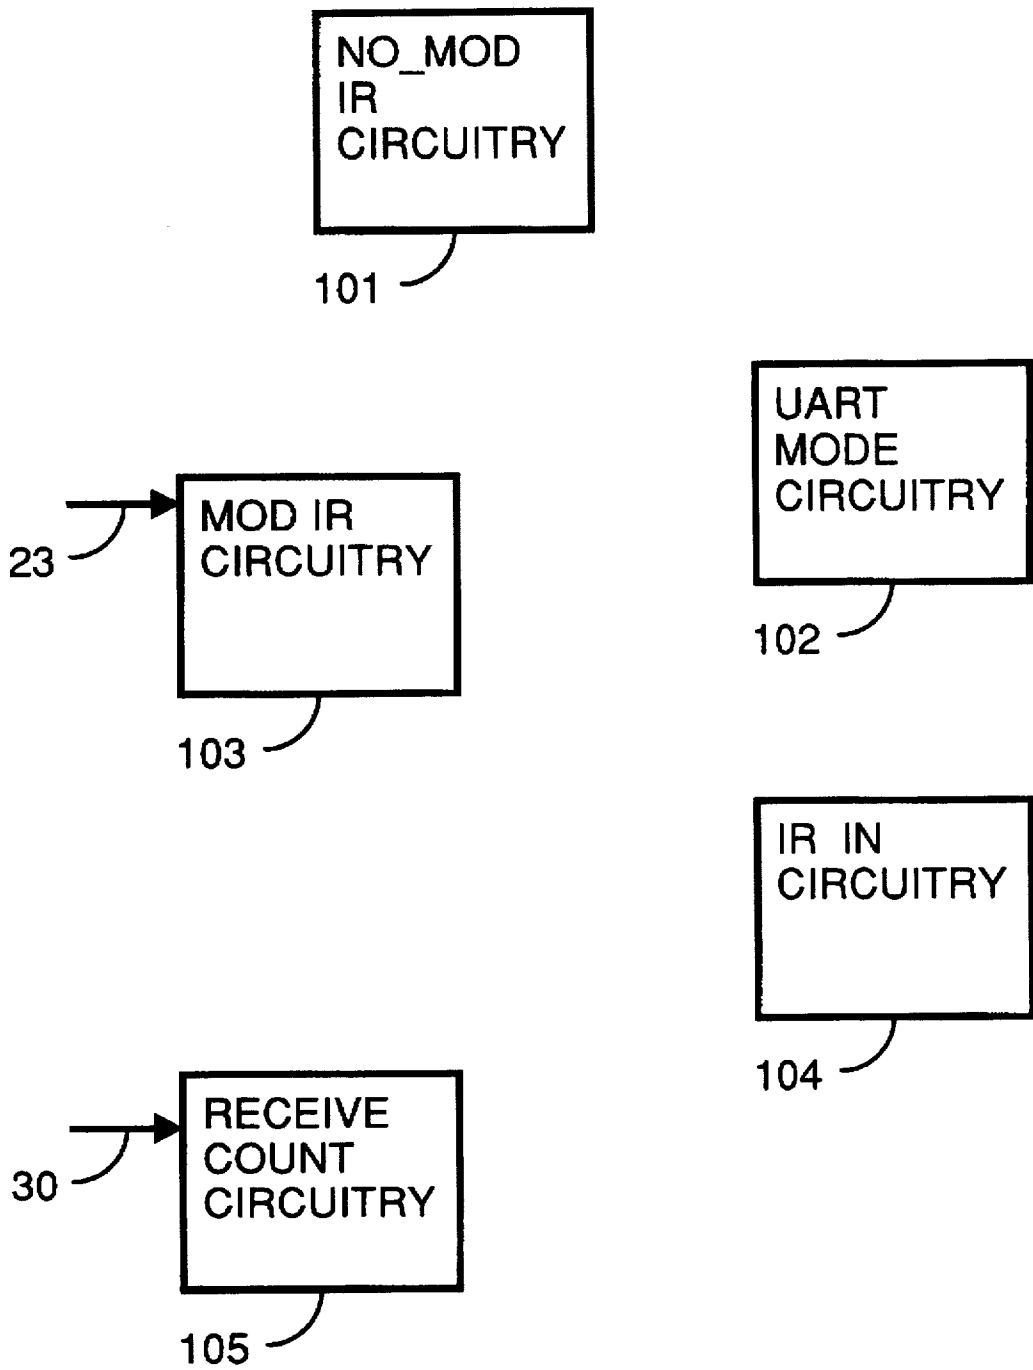 NO_MOD
IR
CIRCUITRY
101
UART
MODE
CIRCUITRY
102
MOD IR
CIRCUITRY
23
103
IR IN
CIRCUITRY
104
RECEIVE
COUNT
CIRCUITRY
30
105